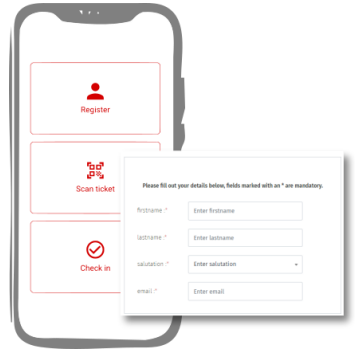 Register
Scan ticket
Check in
Please fill out your details below, fields marked with an * are mandatory.
firstname :*
Enter firstname
lastname :*
Enter lastname
salutation :*
Enter salutation
email :*
Enter email